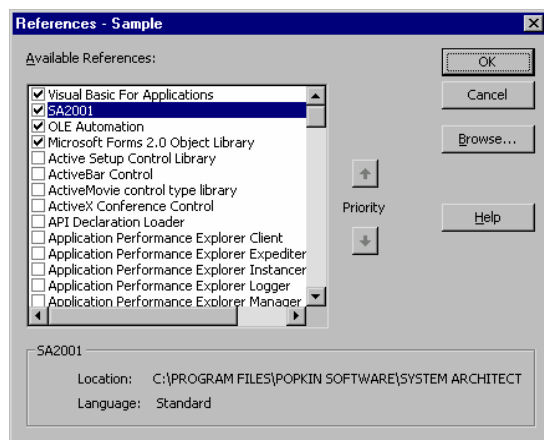 References - Sample
Available References:
Visual Basic For Applications
SA2001
OLE Automation
Microsoft Forms 2.0 Object Library
Active Setup Control Library
ActiveBar Control
ActiveMovie control type library
ActiveX Conference Control
API Declaration Loader
Application Performance Explorer Client
Application Performance Explorer Expediter
Application Performance Explorer Instancer
Application Performance Explorer Logger
Application Performance Explorer Manager
OK
Cancel
Browse...
Priority
Help
SA2001
Location: C:\PROGRAM FILES\POPKIN SOFTWARE\SYSTEM ARCHITECT
Language: Standard